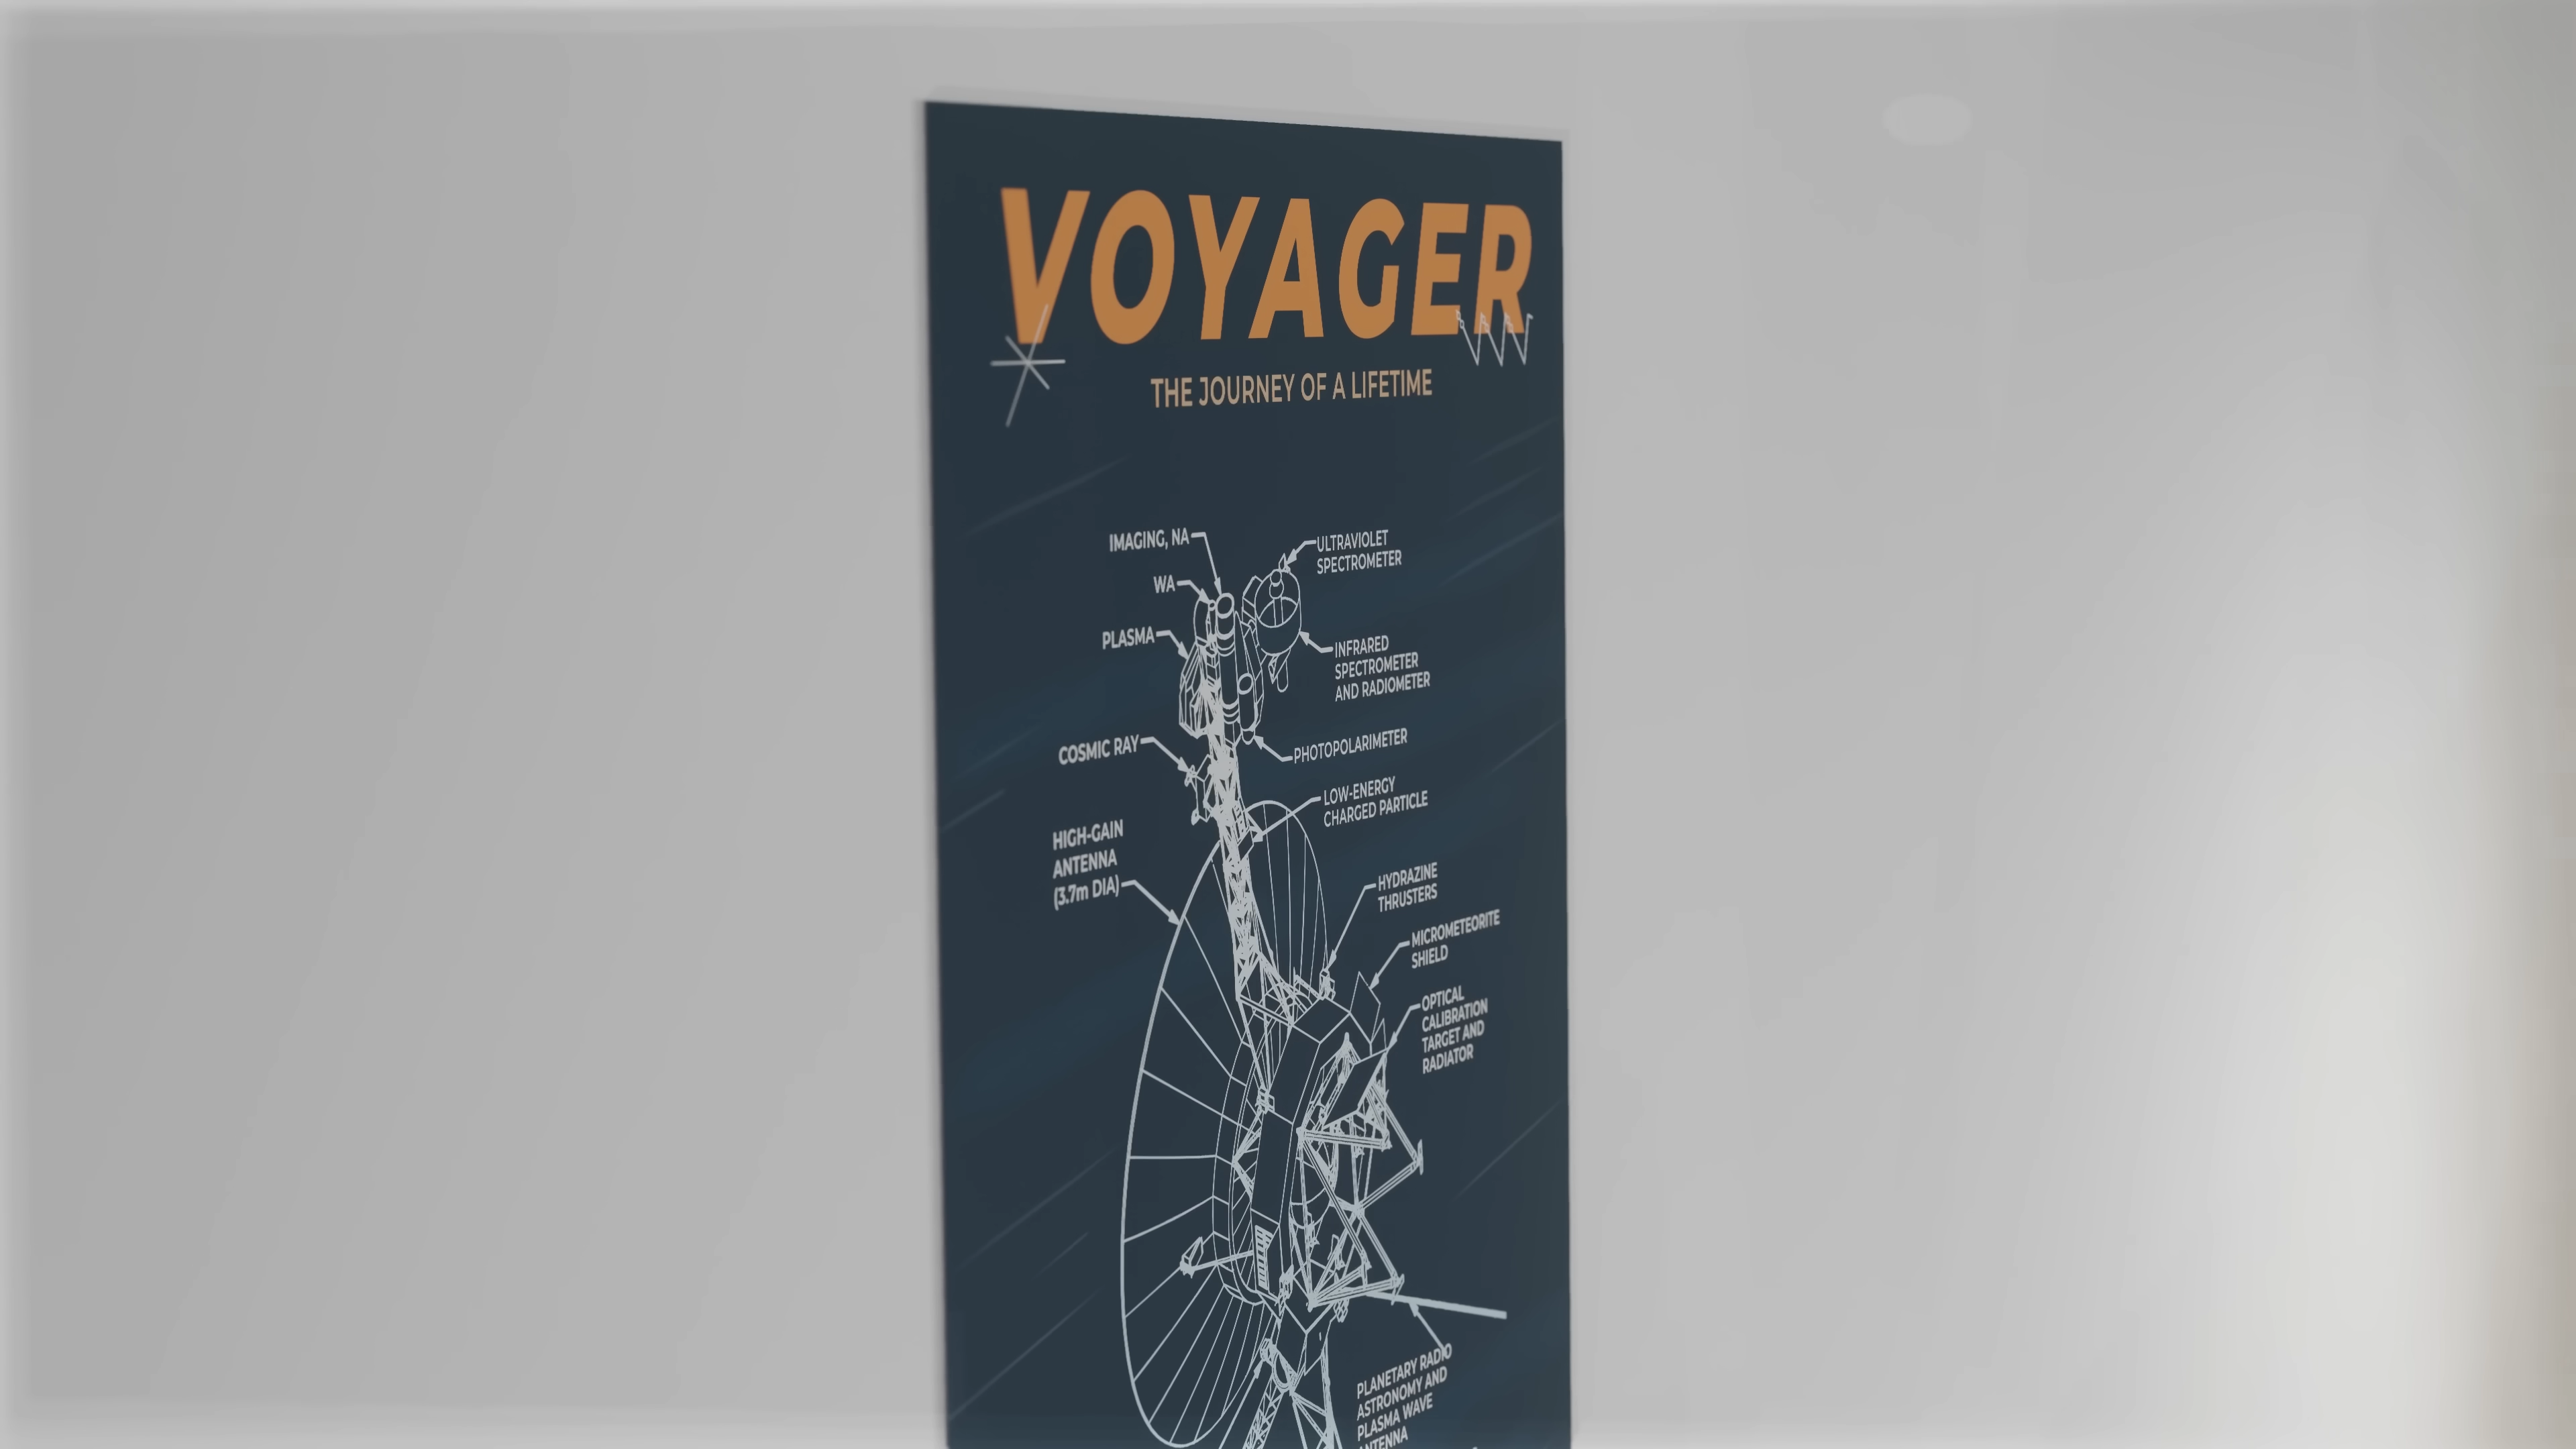 VOYAGER
THE JOURNEY OF A LIFETIME
IMAGING, NA
WA
PLASMA
COSMIC RAY
HIGH-GAIN
ANTENNA
(3.7m DIA)
ULTRAVIOLET
SPECTROMETER
INFRARED
SPECTROMETER
AND RADIOMETER
PHOTOPOLARIMETER
LOW-ENERGY
CHARGED PARTICLE
HYDRAZINE
THRUSTERS
MICROMETEORITE
SHIELD
OPTICAL
CALIBRATION
TARGET AND
RADIATOR
PLANETARY RADIO
ASTRONOMY AND
PLASMA WAVE
ANTENNA